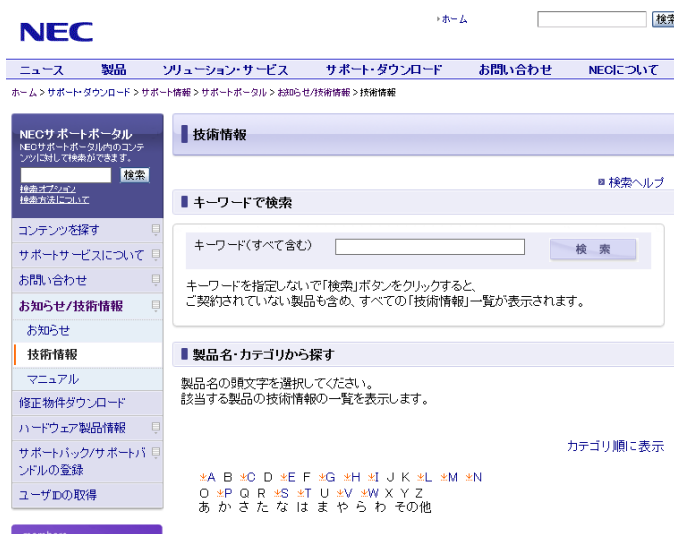 NEC
ホーム
検索
ニュース 製品 ソリューション・サービス サポート・ダウンロード お問い合わせ NECについて
ホーム > サポート・ダウンロード > サポート情報 > サポートポータル > お知らせ/技術情報 > 技術情報
NECサポートポータル
NECサポートポータル内のコンテ
ンツに対して検索ができます。
検索
検索オプション
検索方法について
コンテンツを探す
サポートサービスについて
お問い合わせ
お知らせ/技術情報
お知らせ
技術情報
マニュアル
修正物件ダウンロード
ハードウェア製品情報
サポートパック/サポートバ
ンドルの登録
ユーザIDの取得
技術情報
検索ヘルプ
キーワードで検索
キーワード(すべて含む) 検 索
キーワードを指定しないで「検索」ボタンをクリックすると、
ご契約されていない製品も含め、すべての「技術情報」一覧が表示されます。
製品名・カテゴリから探す
製品名の頭文字を選択してください。
該当する製品の技術情報の一覧を表示します。
カテゴリ順に表示
*A B *C D *E F *G *H *I J K *L *M *N
O *P Q R *S *T U *V *W X Y Z
あ か さ た な は ま や ら わ その他